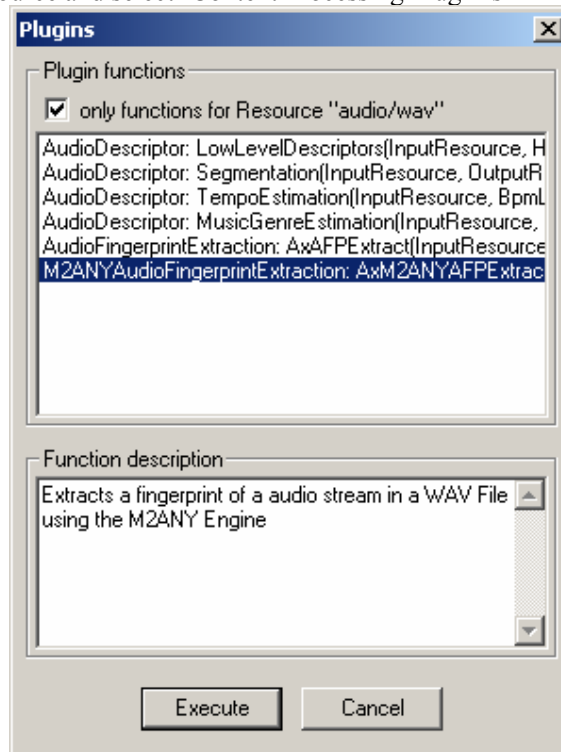 Plugins
Plugin functions
only functions for Resource "audio/wav"
AudioDescriptor: LowLevelDescriptors(InputResource, H
AudioDescriptor: Segmentation(InputResource, OutputR
AudioDescriptor: TempoEstimation(InputResource, BpmL
AudioDescriptor: MusicGenreEstimation(InputResource,
AudioFingerprintExtraction: AxAFPExtract(InputResource
M2ANYAudioFingerprintExtraction: AxM2ANYAFPExtrac
Function description
Extracts a fingerprint of a audio stream in a WAV File
using the M2ANY Engine
Execute Cancel